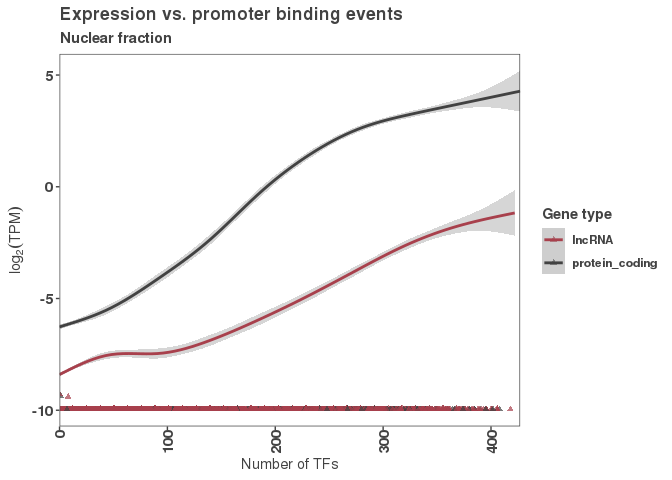 Expression vs. promoter binding events
Nuclear fraction
5
0
-5
-10
log2(TPM)
0
100
200
300
400
Number of TFs
Gene type
lncRNA
protein_coding